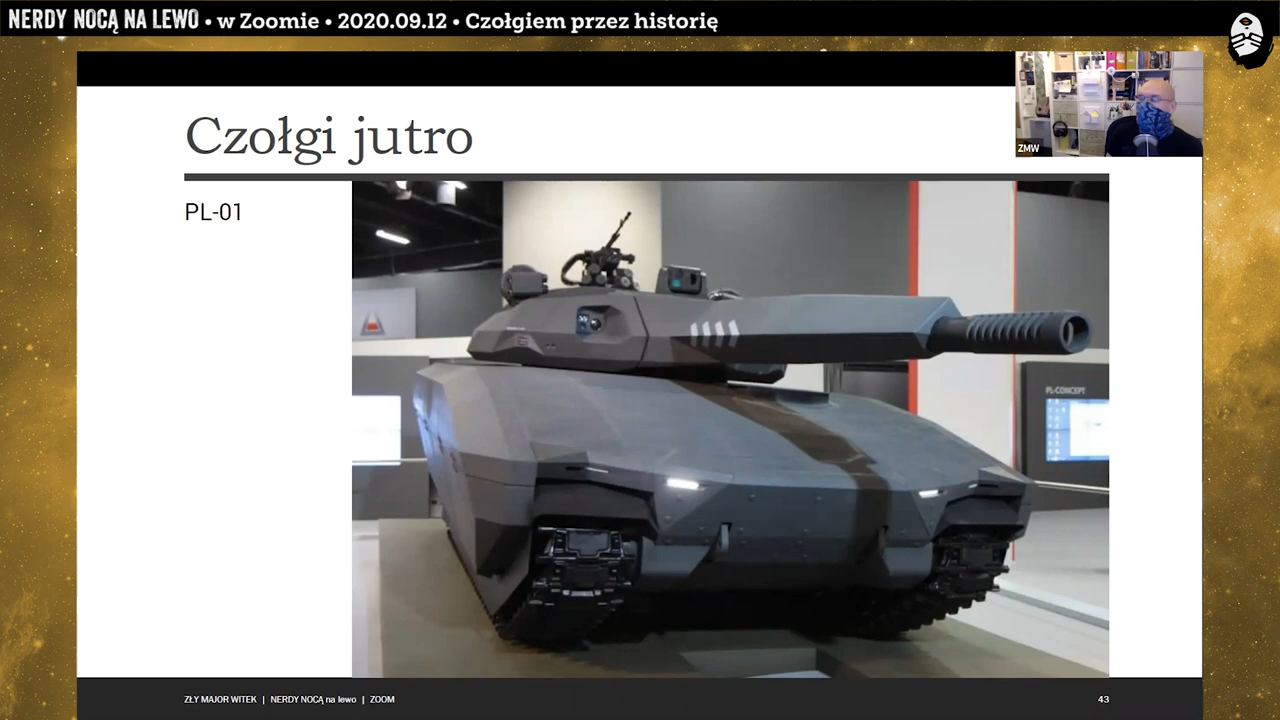 NERDY NOCĄ NA LEWO • w Zoomie • 2020.09.12 • Czołgiem przez historię
ZMW
Czołgi jutro
PL-01
PL-CONCEPT
ZŁY MAJOR WITEK | NERDY NOCĄ na lewo | ZOOM
43